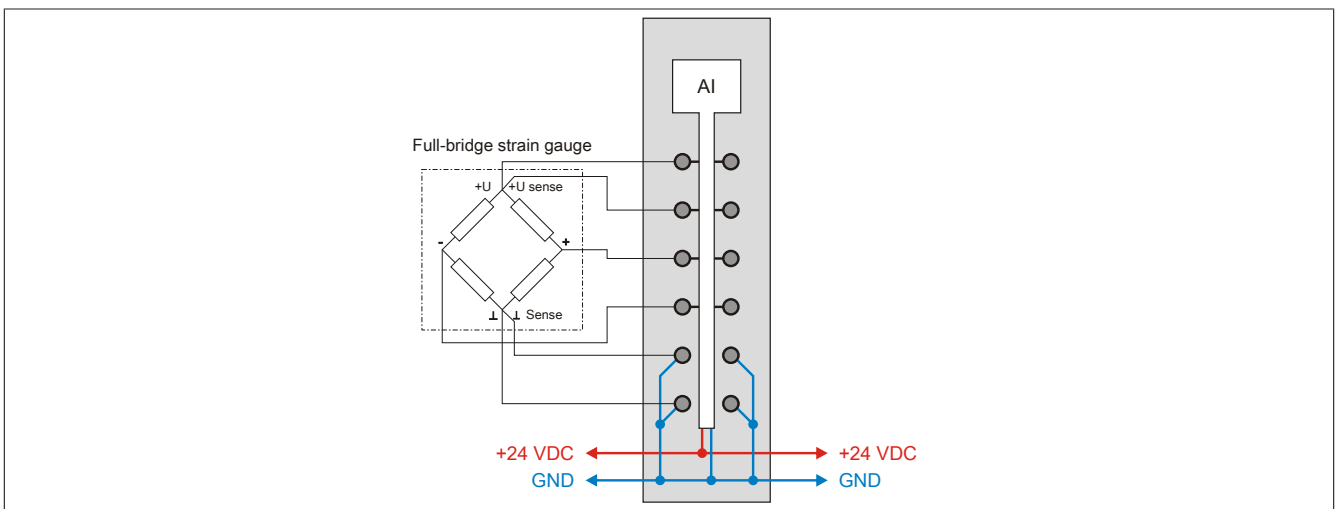 AI
Full-bridge strain gauge
+U +U sense
- +
⊥ ⊥ Sense
+24 VDC +24 VDC
GND GND